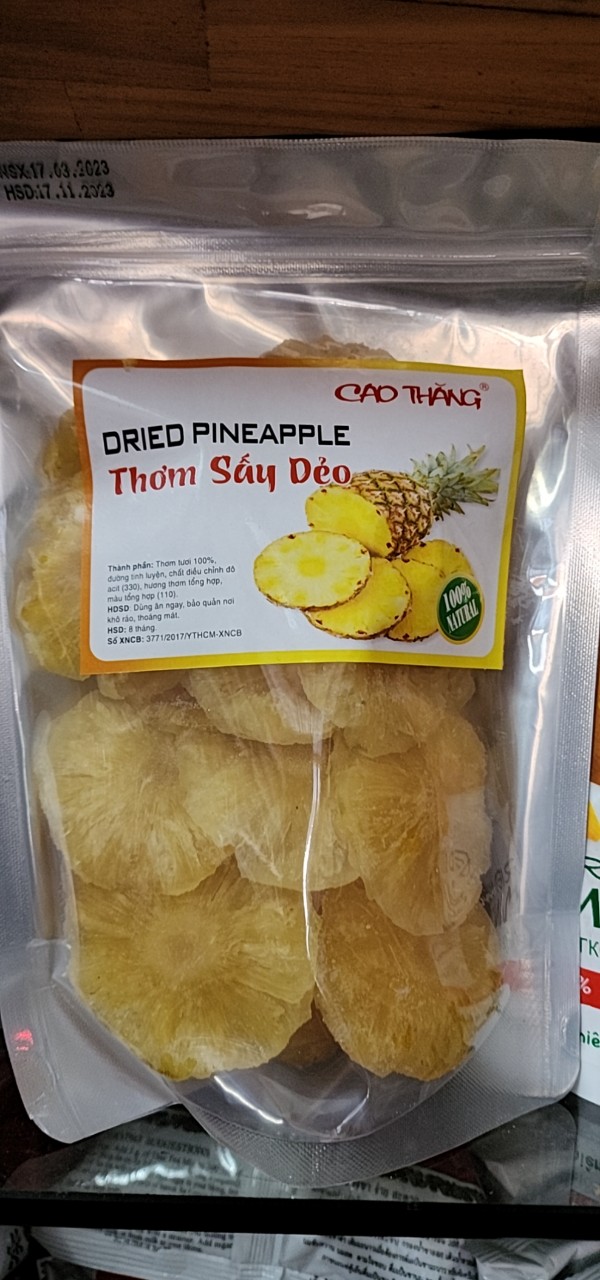 NSX:17.03.2023
HSD:17.11.2023
CAO THĂNG®
DRIED PINEAPPLE
Thơm Sấy Dẻo
Thành phần: Thơm tươi 100%,
đường tinh luyện, chất điều chỉnh độ
acit (330), hương thơm tổng hợp,
màu tổng hợp (110).
HDSD: Dùng ăn ngay, bảo quản nơi
khô ráo, thoáng mát.
HSD: 8 tháng.
Số XNCB: 3771/2017/YTHCM-XNCB
100%
NATURAL
%